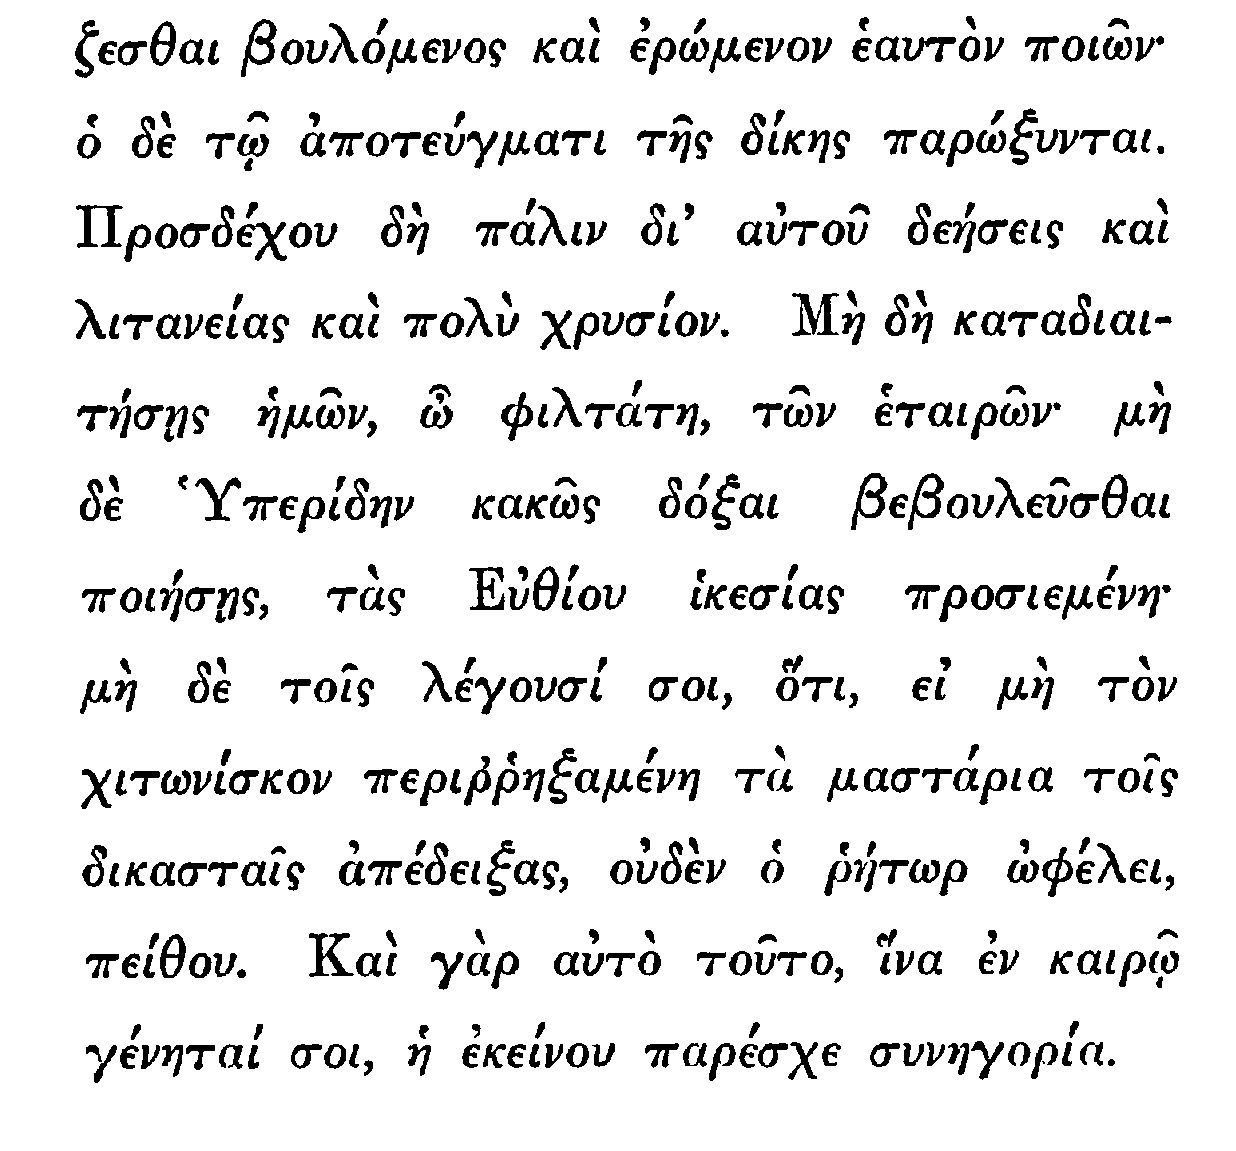 ζεσθαι βουλόμενος καὶ ἐρώμενον ἑαυτὸν ποιῶν·
ὁ δὲ τῷ ἀποτεύγματι τῆς δίκης παρώξυνται.
Προσδέχου δὴ πάλιν δι’ αὐτοῦ δεήσεις καὶ
λιτανείας καὶ πολὺ χρυσίον. Μὴ δὴ καταδιαι-
τήσῃς ἡμῶν, ὦ φιλτάτη, τῶν ἑταιρῶν· μὴ
δὲ Ὑπερίδην κακῶς δόξαι βεβουλεῦσθαι
ποιήσῃς, τὰς Εὐθίου ἱκεσίας προσιεμένη·
μὴ δὲ τοῖς λέγουσί σοι, ὅτι, εἰ μὴ τὸν
χιτωνίσκον περιῤῥηξαμένη τὰ μαστάρια τοῖς
δικασταῖς ἀπέδειξας, οὐδὲν ὁ ῥήτωρ ὠφέλει,
πείθου. Καὶ γὰρ αὐτὸ τοῦτο, ἵνα ἐν καιρῷ
γένηταί σοι, ἡ ἐκείνου παρέσχε συνηγορία.